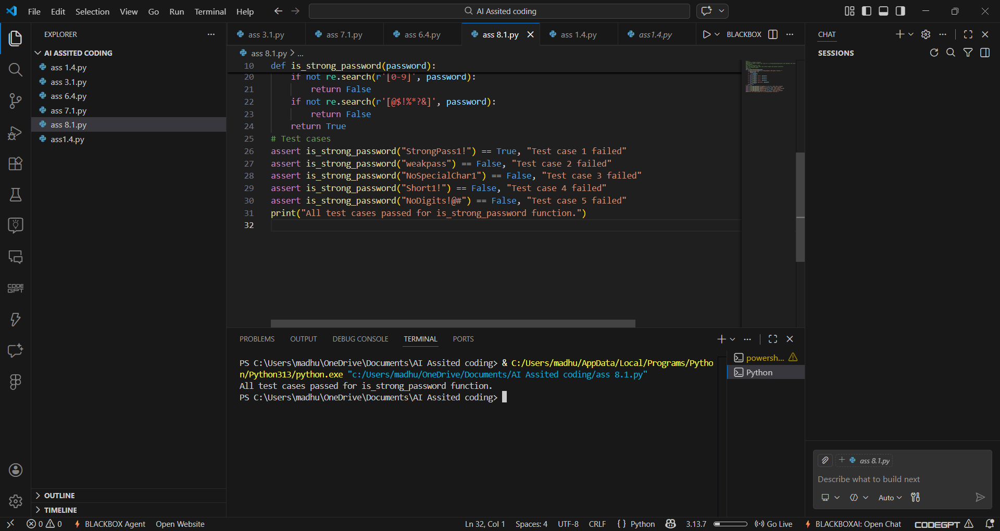 File Edit Selection View Go Run Terminal Help
AI Assited coding
EXPLORER
AI ASSITED CODING
ass 1.4.py
ass 3.1.py
ass 6.4.py
ass 7.1.py
ass 8.1.py
ass1.4.py
OUTLINE
TIMELINE
ass 3.1.py ass 7.1.py ass 6.4.py ass 8.1.py ass 1.4.py ass1.4.py BLACKBOX
ass 8.1.py > ...
10 def is_strong_password(password):
20 if not re.search(r'[0-9]', password):
21 return False
22 if not re.search(r'[@$!%*?&]', password):
23 return False
24 return True
25 # Test cases
26 assert is_strong_password("StrongPass1!") == True, "Test case 1 failed"
27 assert is_strong_password("weakpass") == False, "Test case 2 failed"
28 assert is_strong_password("NoSpecialChar1") == False, "Test case 3 failed"
29 assert is_strong_password("Short1!") == False, "Test case 4 failed"
30 assert is_strong_password("NoDigits!@#") == False, "Test case 5 failed"
31 print("All test cases passed for is_strong_password function.")
32
PROBLEMS OUTPUT DEBUG CONSOLE TERMINAL PORTS
PS C:\Users\madhu\OneDrive\Documents\AI Assited coding> & C:/Users/madhu/AppData/Local/Programs/Pytho
n/Python313/python.exe "c:/Users/madhu/OneDrive/Documents/AI Assited coding/ass 8.1.py"
All test cases passed for is_strong_password function.
PS C:\Users\madhu\OneDrive\Documents\AI Assited coding>
powersh...
Python
CHAT
SESSIONS
ass 8.1.py
Describe what to build next
Auto
CODE
GPT
0 0 BLACKBOX Agent Open Website Ln 32, Col 1 Spaces: 4 UTF-8 CRLF { } Python 3.13.7 Go Live BLACKBOXAI: Open Chat CODEGPT